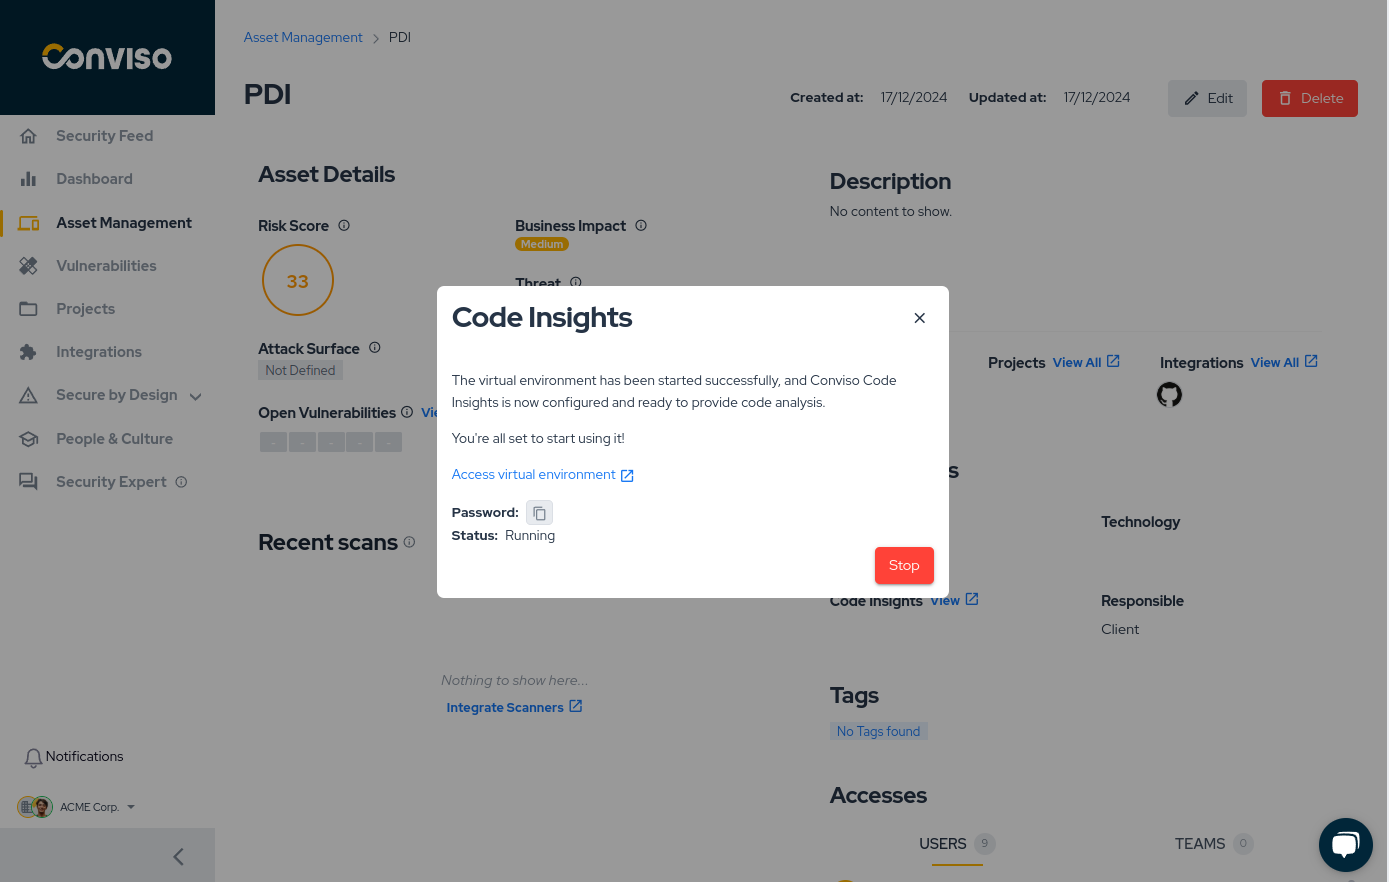 Conviso
Security Feed
Dashboard
Asset Management
Vulnerabilities
Projects
Integrations
Secure by Design
People & Culture
Security Expert
Notifications
ACME Corp.
Asset Management > PDI
PDI
Created at: 17/12/2024 Updated at: 17/12/2024 Edit Delete
Asset Details
Risk Score
33
Business Impact
Medium
Threat
Attack Surface
Not Defined
Open Vulnerabilities
- - - - -
Recent scans
Nothing to show here...
Integrate Scanners
Code Insights
The virtual environment has been started successfully, and Conviso Code
Insights is now configured and ready to provide code analysis.
You're all set to start using it!
Access virtual environment
Password:
Status: Running
Stop
Description
No content to show.
Projects View All Integrations View All
Technology
Code Insights View
Responsible
Client
Tags
No Tags found
Accesses
USERS 9 TEAMS 0